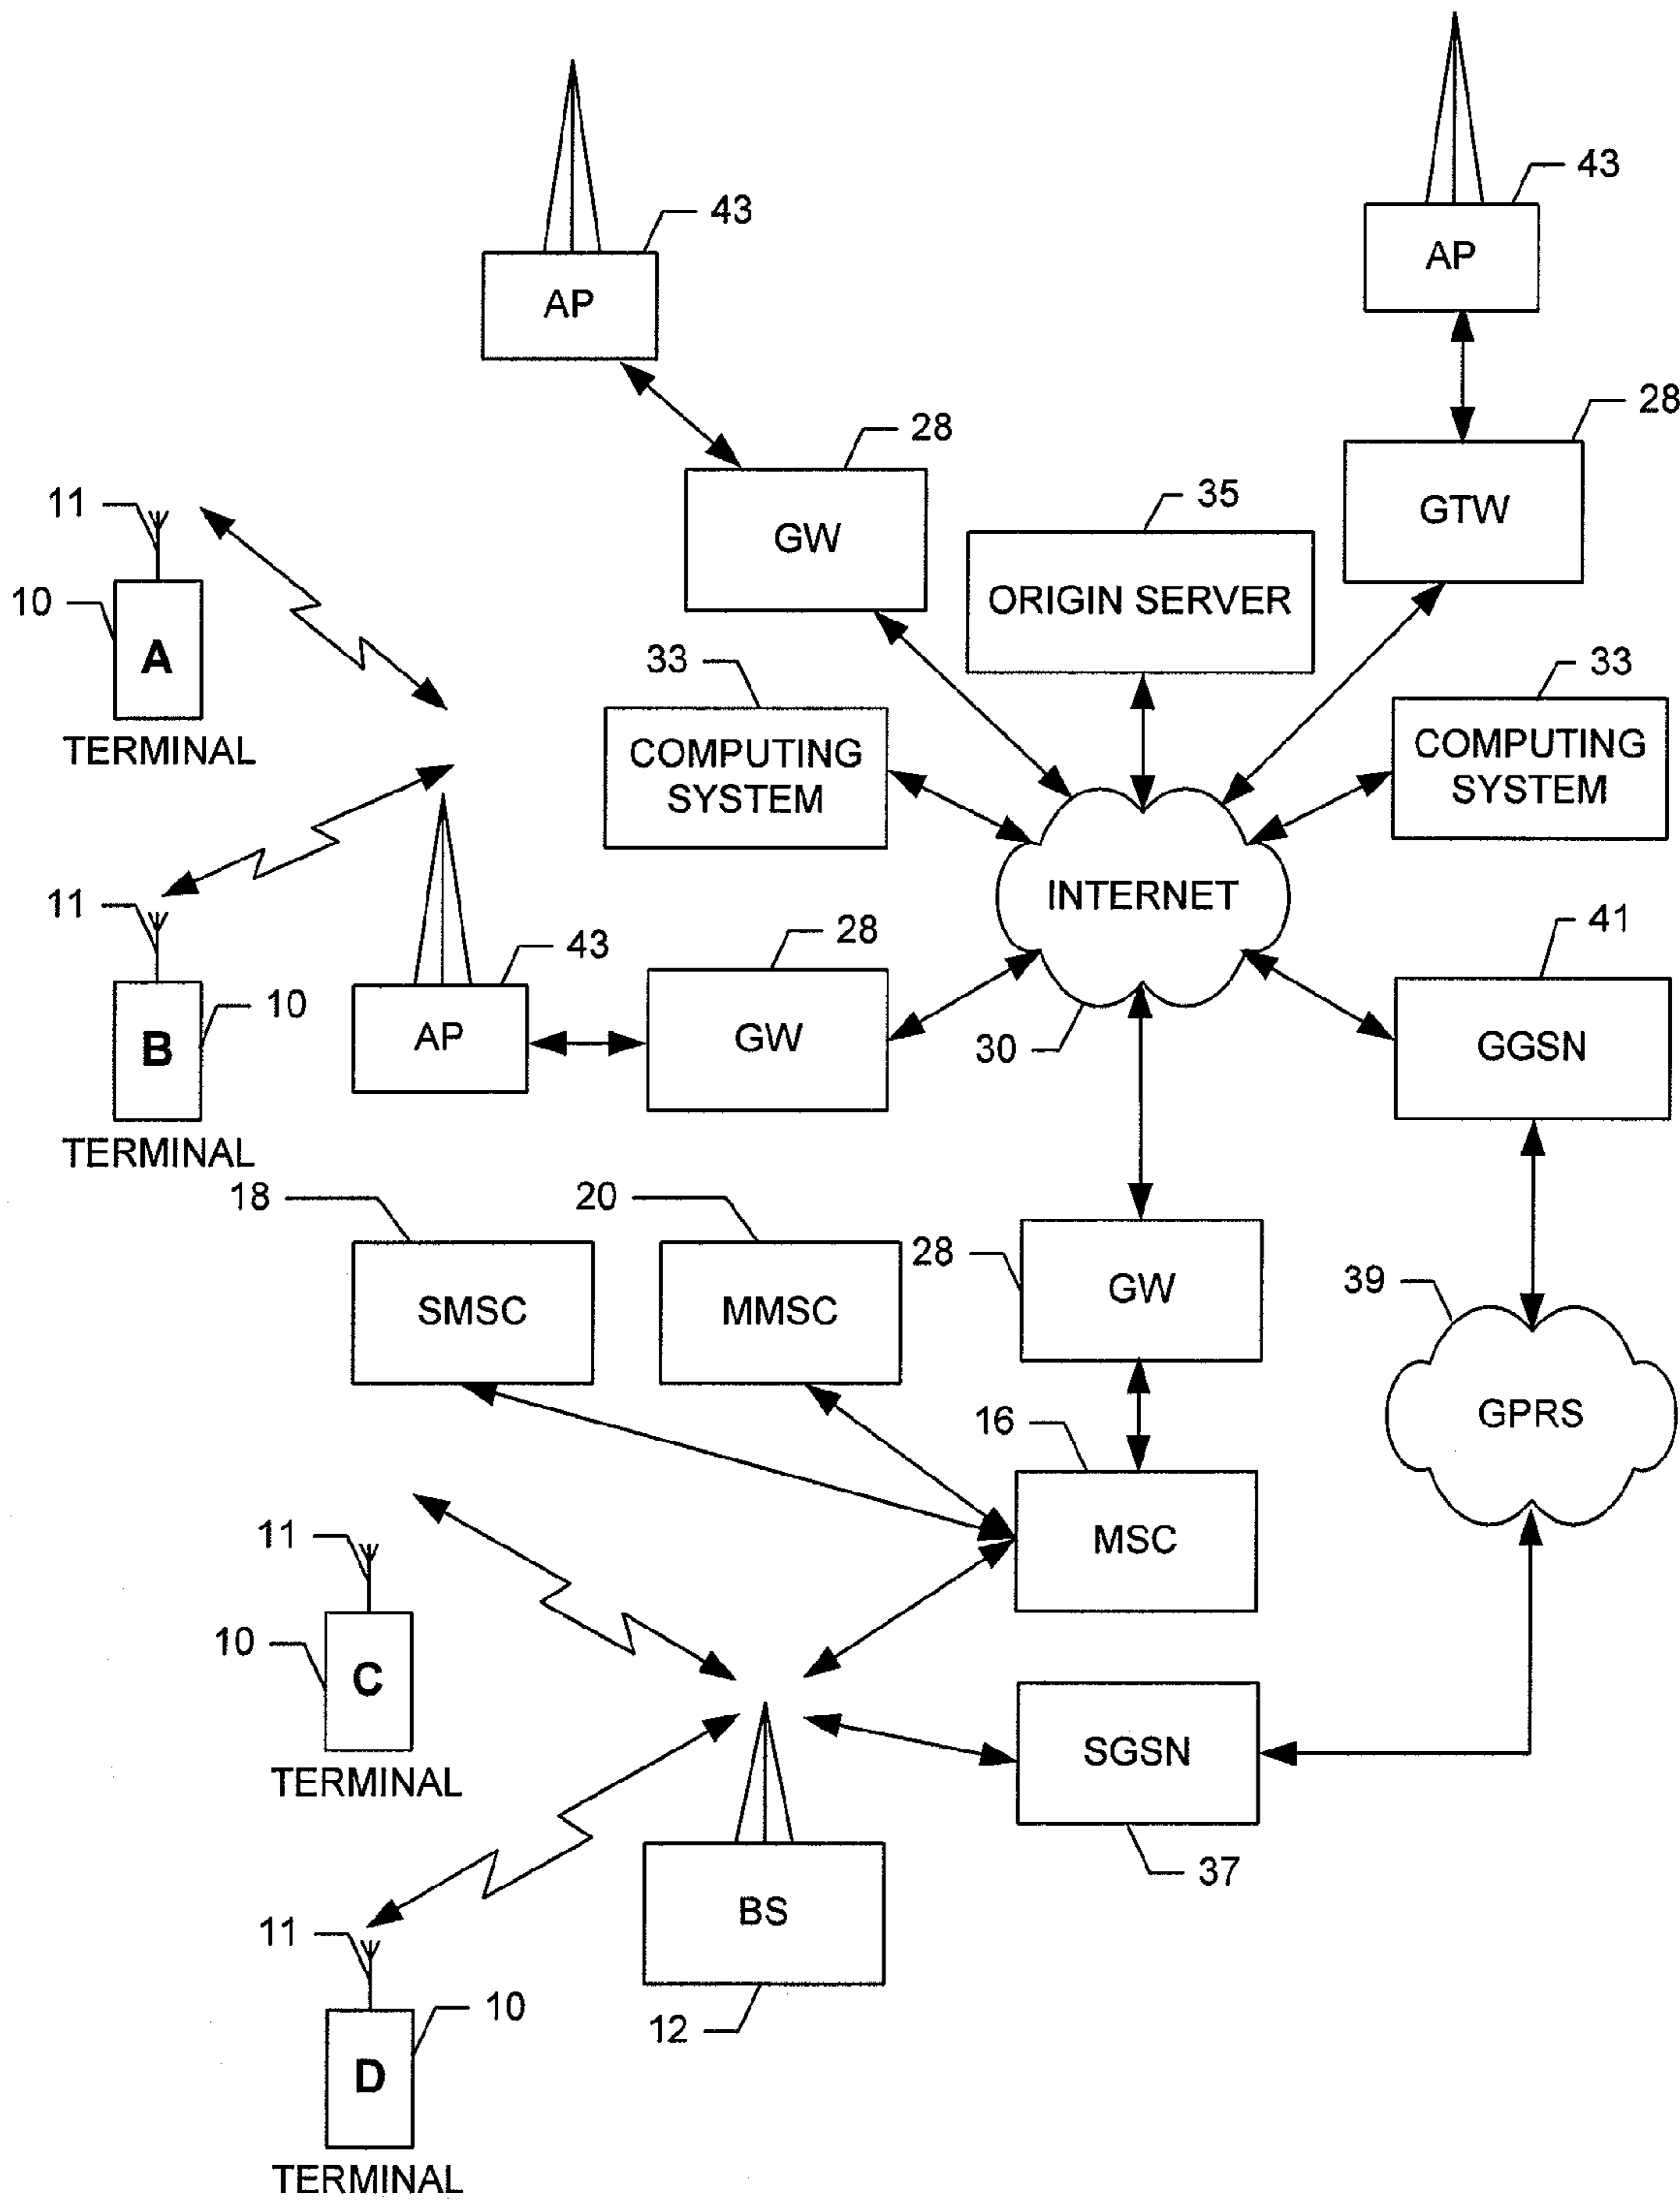 43
AP
43
AP
28
GW
28
GTW
35
ORIGIN SERVER
11
10
A
TERMINAL
33
COMPUTING
SYSTEM
33
COMPUTING
SYSTEM
INTERNET
30
11
10
B
TERMINAL
43
AP
28
GW
41
GGSN
18
SMSC
20
MMSC
28
GW
39
GPRS
16
MSC
11
10
C
TERMINAL
SGSN
37
BS
12
11
10
D
TERMINAL